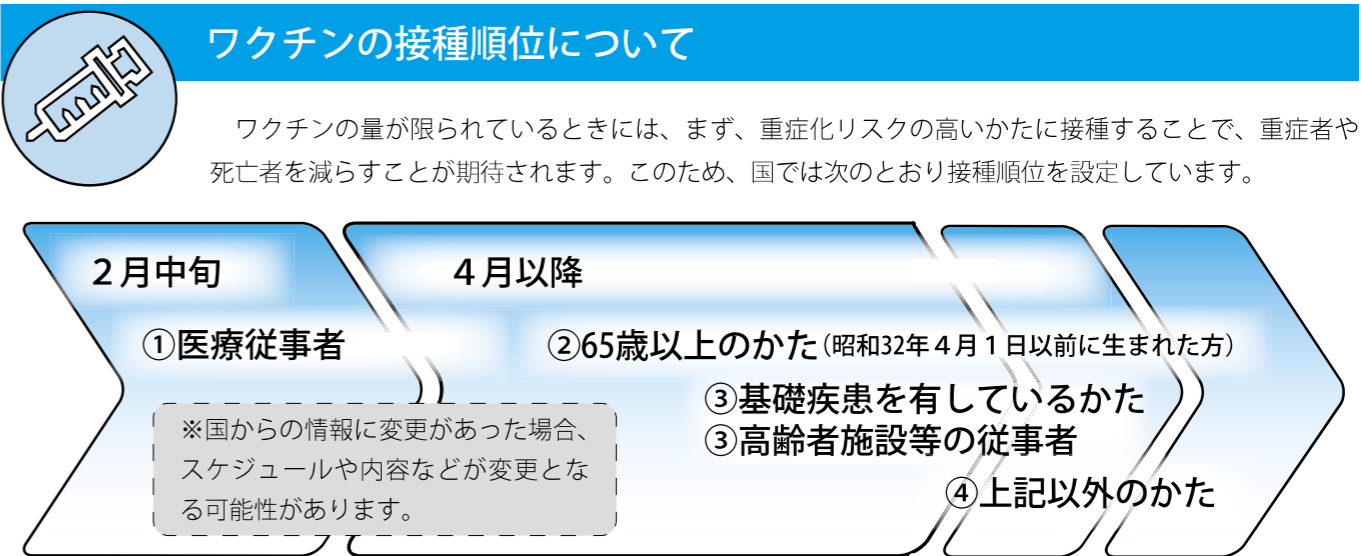 ワクチンの接種順位について
　ワクチンの量が限られているときには、まず、重症化リスクの高いかたに接種することで、重症者や
死亡者を減らすことが期待されます。このため、国では次のとおり接種順位を設定しています。
２月中旬
４月以降
①医療従事者
②65歳以上のかた（昭和32年４月１日以前に生まれた方）
③基礎疾患を有しているかた
③高齢者施設等の従事者
④上記以外のかた
※国からの情報に変更があった場合、
スケジュールや内容などが変更とな
る可能性があります。